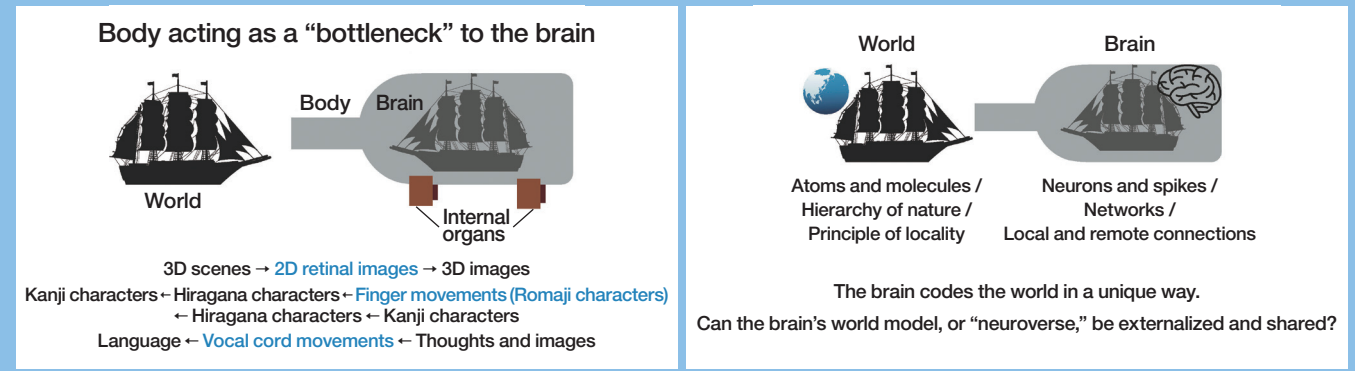 Body acting as a “bottleneck” to the brain
Body
Brain
World
Internal
organs
3D scenes → 2D retinal images → 3D images
Kanji characters←Hiragana characters←Finger movements (Romaji characters)
← Hiragana characters ← Kanji characters
Language ← Vocal cord movements ← Thoughts and images
World
Brain
Atoms and molecules /
Hierarchy of nature /
Principle of locality
Neurons and spikes /
Networks /
Local and remote connections
The brain codes the world in a unique way.
Can the brain’s world model, or “neuroverse,” be externalized and shared?